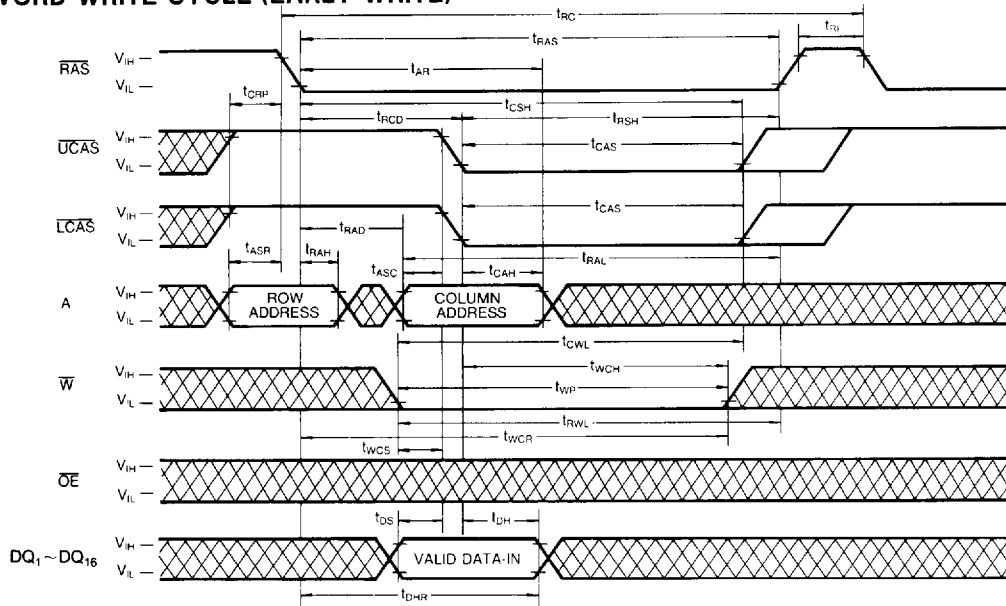 WORD WRITE CYCLE (EARLY WRITE)
tRC
tRAS
tAR
RAS
VIH
VIL
tCRP
tCSH
tRCD
tRSH
UCAS
VIH
VIL
tCAS
LCAS
VIH
VIL
tCAS
tRAD
tRAL
tASR
tRAH
tASC
tCAH
A
VIH
VIL
ROW
ADDRESS
COLUMN
ADDRESS
tCWL
W
VIH
VIL
tWCH
tWP
tRWL
tWCR
tWCS
OE
VIH
VIL
tDS
tDH
DQ1~DQ16
VIH
VIL
VALID DATA-IN
tDHR